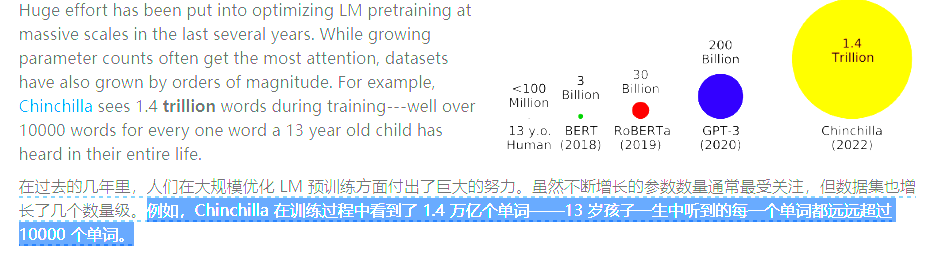 Huge effort has been put into optimizing LM pretraining at
massive scales in the last several years. While growing
parameter counts often get the most attention, datasets
have also grown by orders of magnitude. For example,
Chinchilla sees 1.4 trillion words during training---well over
10000 words for every one word a 13 year old child has
heard in their entire life.
<100
Million
13 y.o.
Human
3
Billion
BERT
(2018)
30
Billion
RoBERTa
(2019)
200
Billion
GPT-3
(2020)
1.4
Trillion
Chinchilla
(2022)
在过去的几年里，人们在大规模优化 LM 预训练方面付出了巨大的努力。虽然不断增长的参数数量通常最受关注，但数据集也增
长了几个数量级。例如，Chinchilla 在训练过程中看到了 1.4 万亿个单词——13 岁孩子一生中听到的每一个单词都远远超过
10000 个单词。